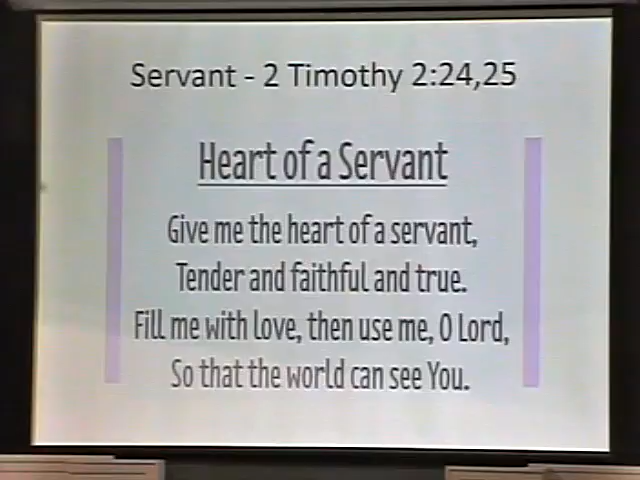 Servant - 2 Timothy 2:24,25
Heart of a Servant
Give me the heart of a servant,
Tender and faithful and true.
Fill me with love, then use me, O Lord,
So that the world can see You.